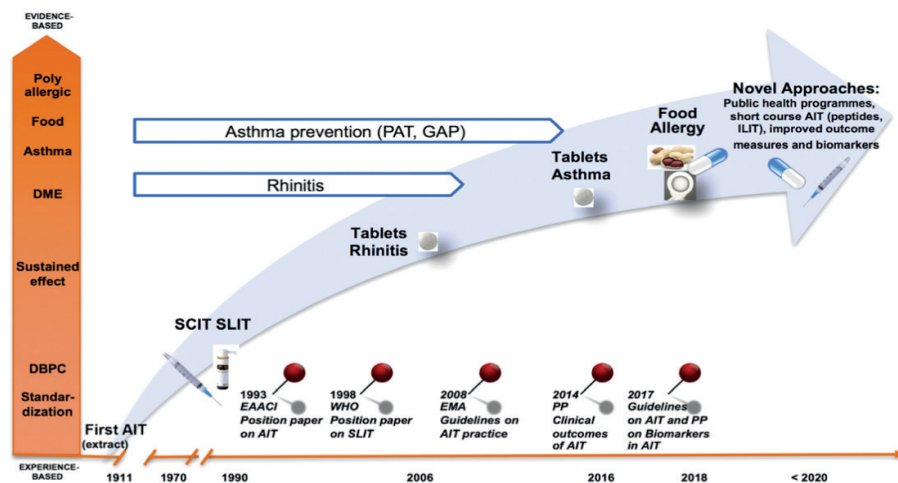 EVIDENCE-
BASED
Poly
allergic
Food
Asthma
DME
Sustained
effect
DBPC
Standar-
dization
EXPERIENCE-
BASED
Asthma prevention (PAT, GAP)
Rhinitis
Novel Approaches:
Public health programmes,
short course AIT (peptides,
ILIT), improved outcome
measures and biomarkers
Food
Allergy
Tablets
Asthma
Tablets
Rhinitis
SCIT SLIT
First AIT
(extract)
1993
EAACI
Position paper
on AIT
1998
WHO
Position paper
on SLIT
2008
EMA
Guidelines on
AIT practice
2014
PP
Clinical
outcomes
of AIT
2017
Guidelines
on AIT and PP
on Biomarkers
in AIT
1911
1970
1990
2006
2016
2018
< 2020